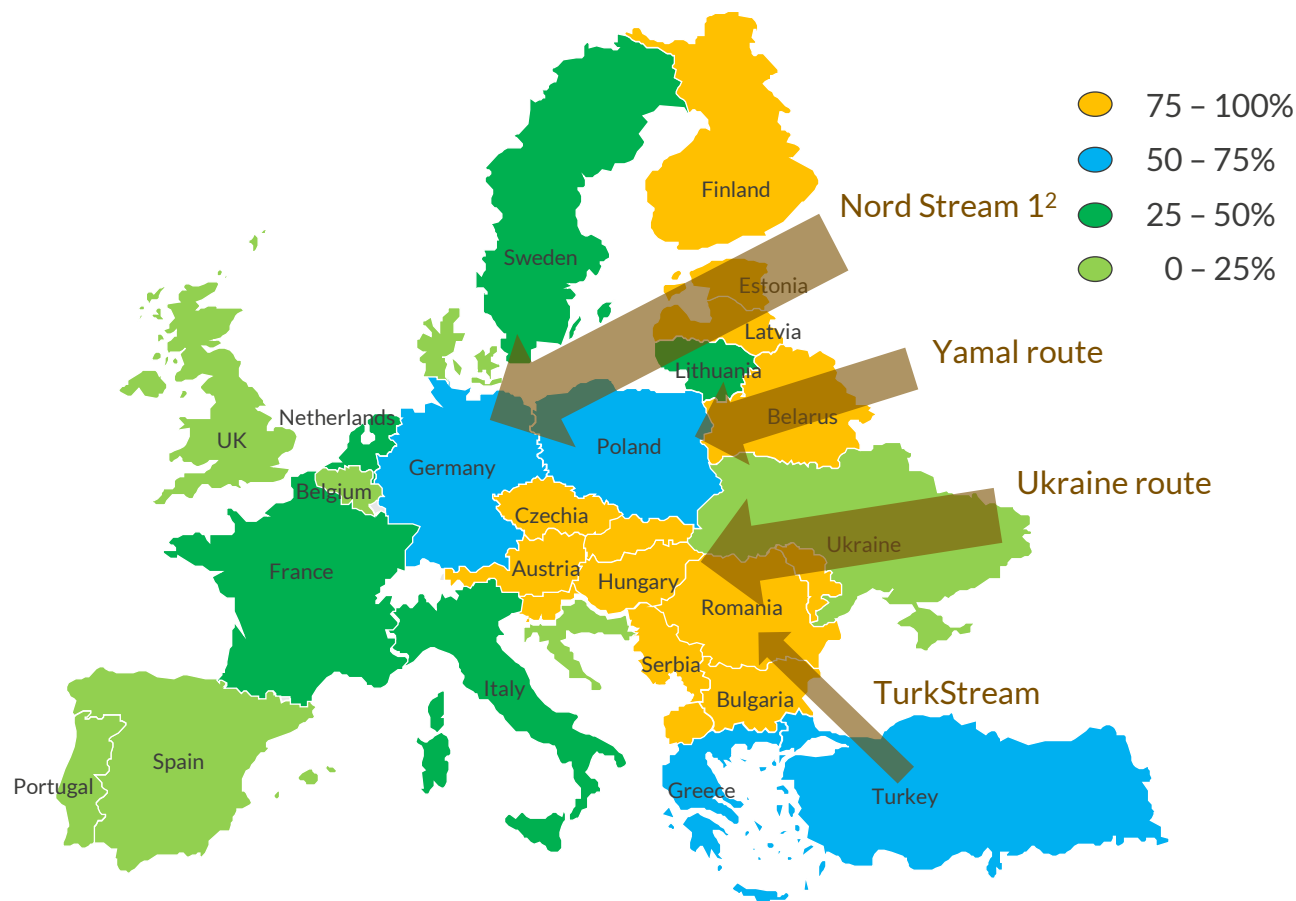 75 – 100%
50 – 75%
25 – 50%
0 – 25%
Finland
Nord Stream 1²
Sweden
Estonia
Latvia
Yamal route
Lithuania
Belarus
Netherlands
UK
Poland
Germany
Ukraine route
Belgium
Czechia
Ukraine
France
Austria
Hungary
Romania
Serbia
Italy
Bulgaria
TurkStream
Spain
Portugal
Greece
Turkey